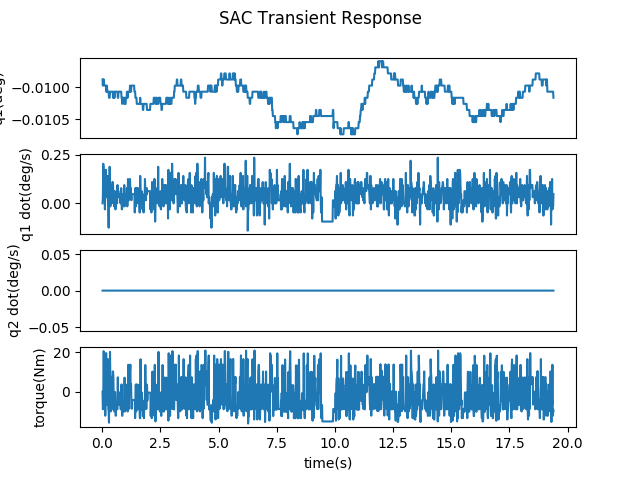 SAC Transient Response
−0.0100
−0.0105
0.25
0.00
q1 dot(deg/s)
0.05
0.00
−0.05
q2 dot(deg/s)
20
0
torque(Nm)
0.0 2.5 5.0 7.5 10.0 12.5 15.0 17.5 20.0
time(s)